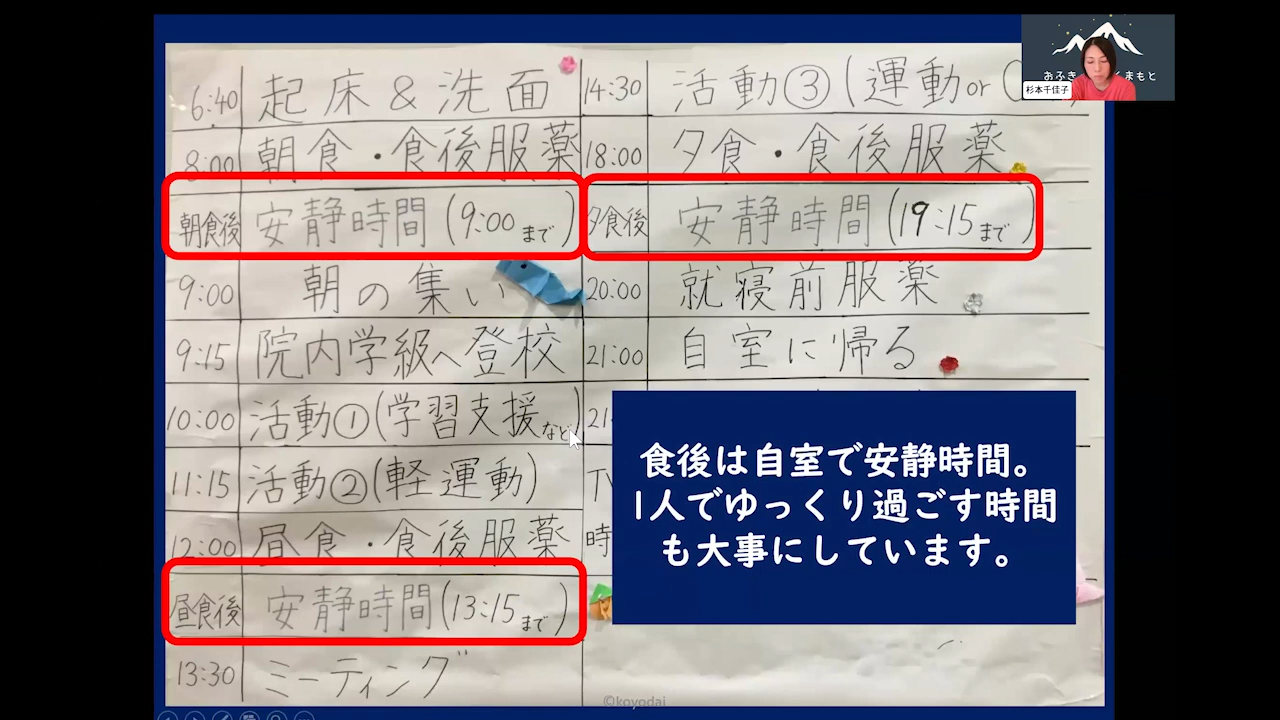 6:40 起床&洗面
8:00 朝食・食後服薬
朝食後 安静時間(9:00まで)
9:00 朝の集い
9:15 院内学級へ登校
10:00 活動①(学習支援など)
11:15 活動②(軽運動)
12:00 昼食・食後服薬
昼食後 安静時間(13:15まで)
13:30 ミーティング
14:30 活動③(運動or
18:00 夕食・食後服薬
夕食後 安静時間(19:15まで)
20:00 就寝前服薬
21:00 自室に帰る
21
TV
時
食後は自室で安静時間。
1人でゆっくり過ごす時間
も大事にしています。
まもと
杉本千佳子
©koyodai